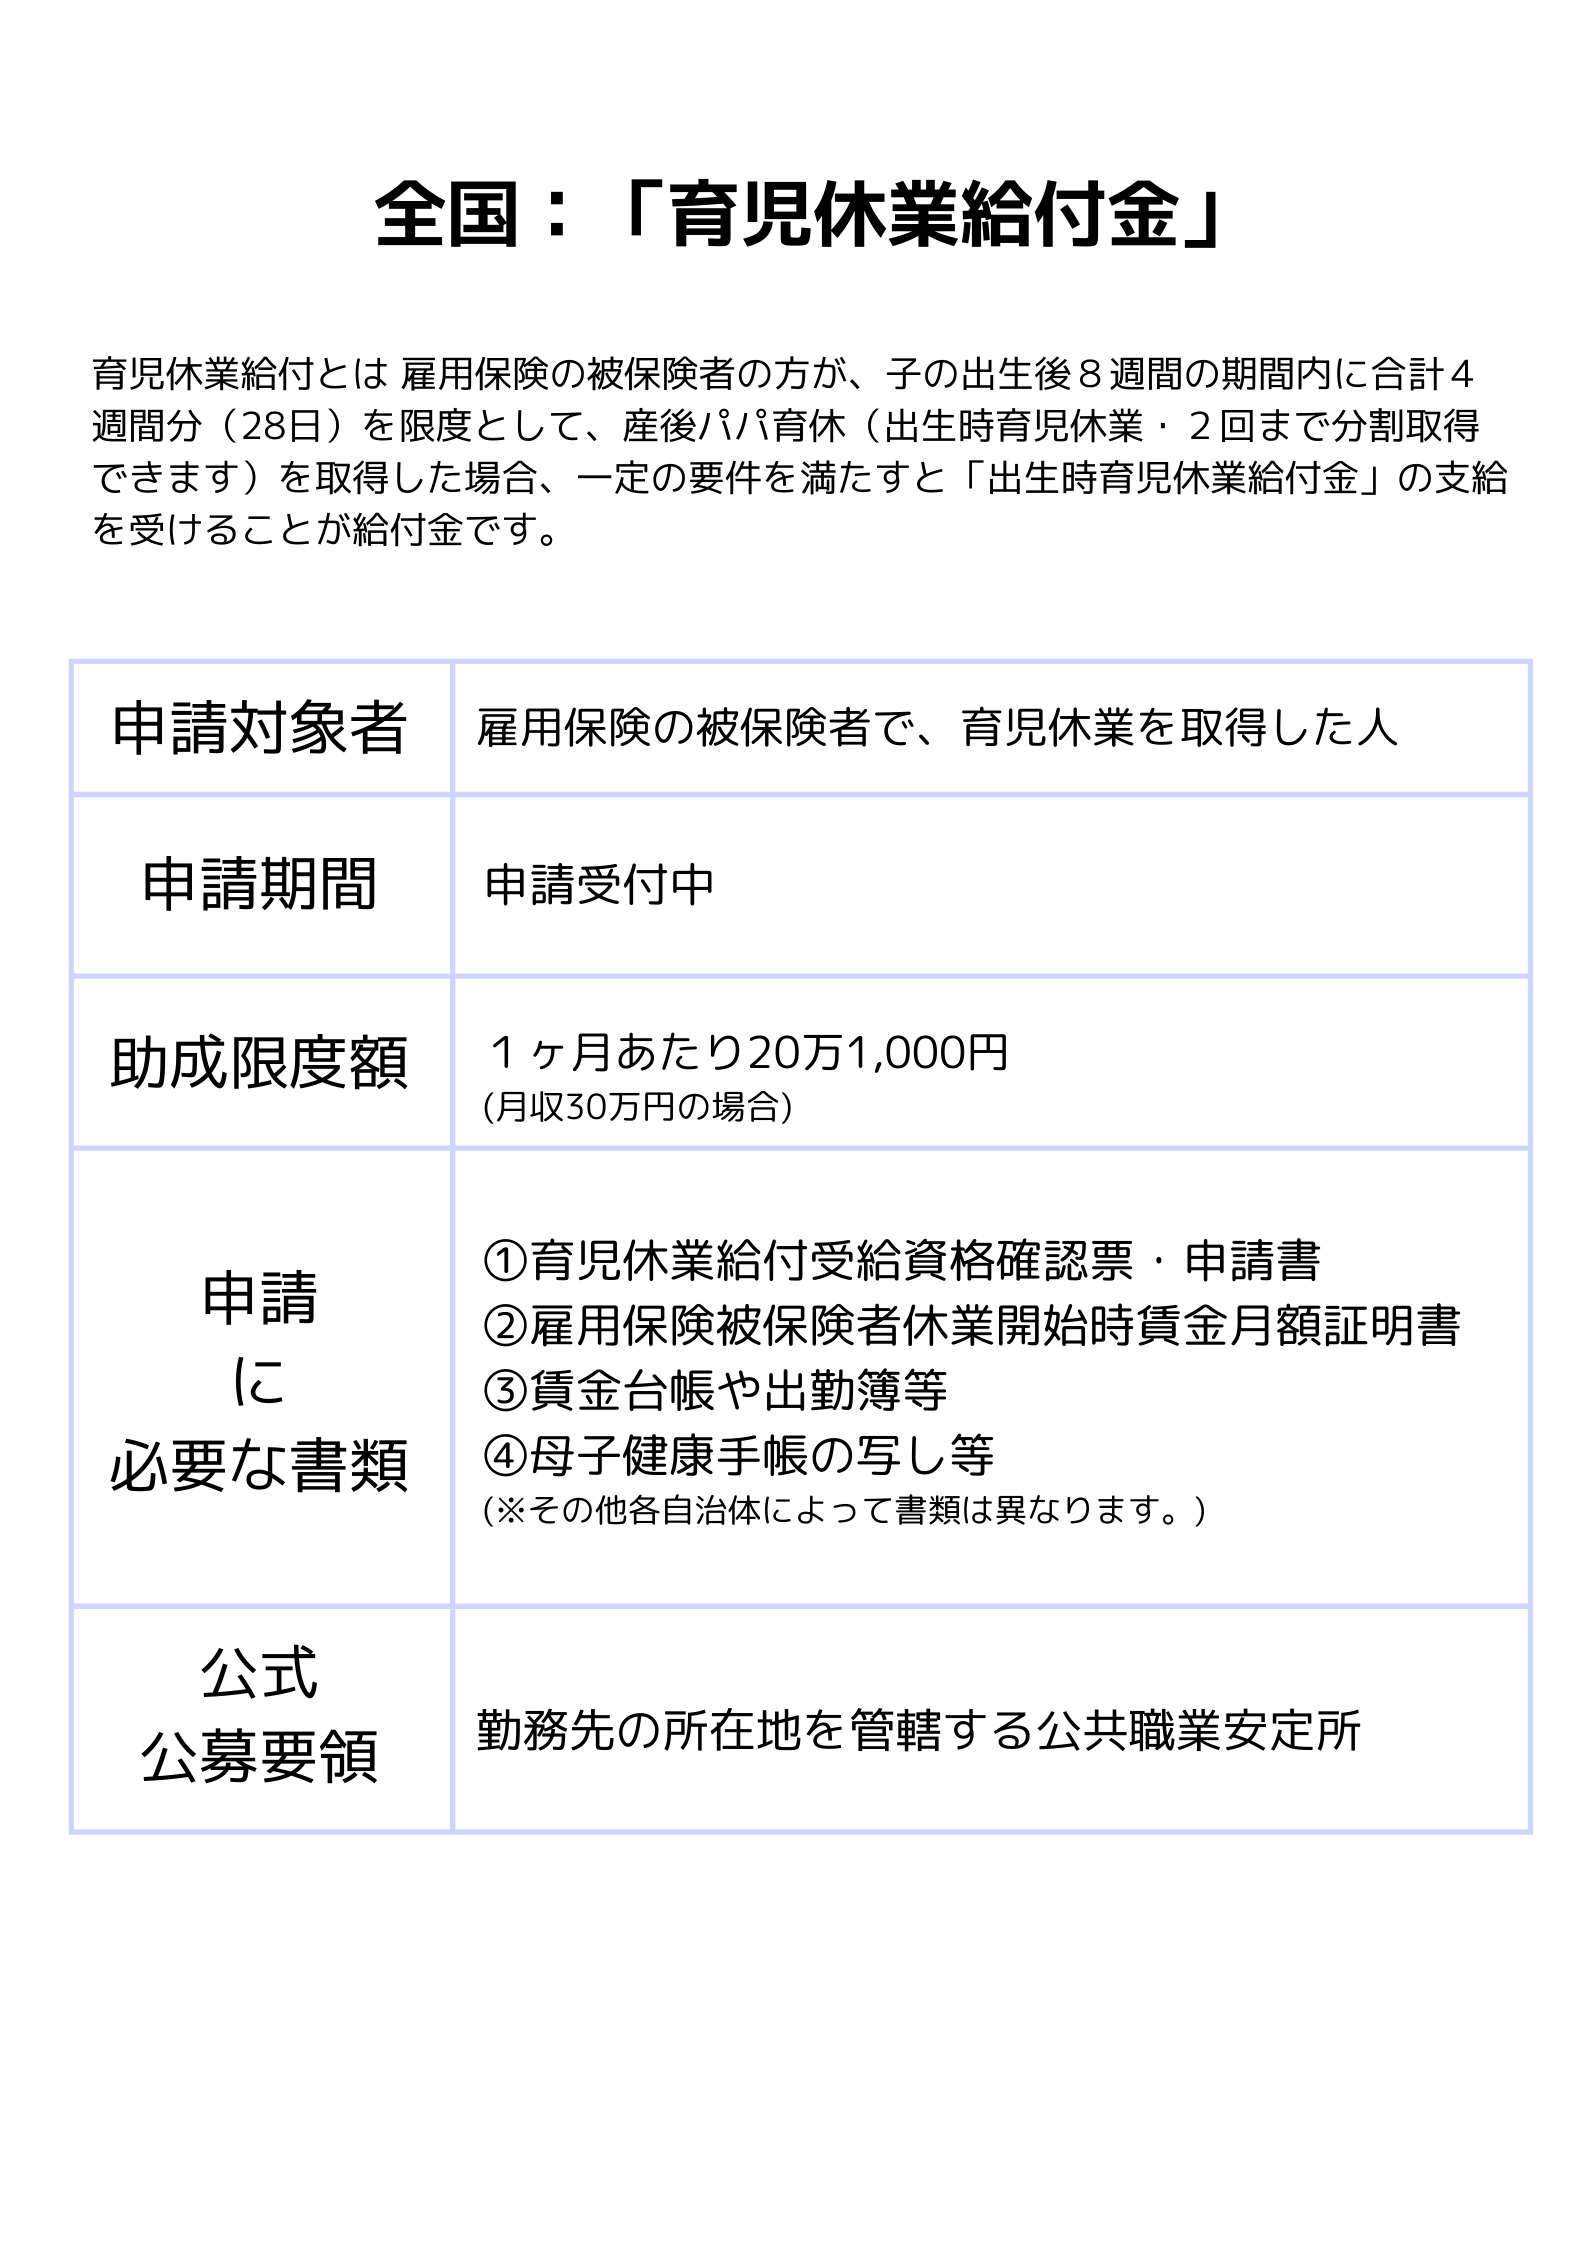 全国：「育児休業給付金」
育児休業給付とは 雇用保険の被保険者の方が、子の出生後８週間の期間内に合計４
週間分（28日）を限度として、産後パパ育休（出生時育児休業・２回まで分割取得
できます）を取得した場合、一定の要件を満たすと「出生時育児休業給付金」の支給
を受けることが給付金です。
申請対象者
雇用保険の被保険者で、育児休業を取得した人
申請期間
申請受付中
助成限度額
１ヶ月あたり20万1,000円
(月収30万円の場合)
申請
に
必要な書類
①育児休業給付受給資格確認票・申請書
②雇用保険被保険者休業開始時賃金月額証明書
③賃金台帳や出勤簿等
④母子健康手帳の写し等
(※その他各自治体によって書類は異なります。)
公式
公募要領
勤務先の所在地を管轄する公共職業安定所